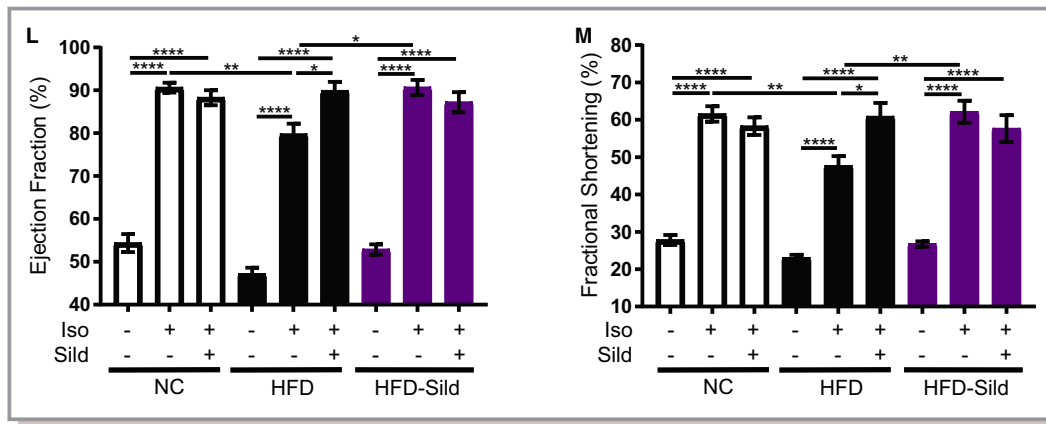 L
Ejection Fraction (%)
100
90
80
70
60
50
40
**** **** ** **** **** * * **** ****
Iso - + + - + + - + +
Sild - - + - - + - - +
NC HFD HFD-Sild
M
Fractional Shortening (%)
80
70
60
50
40
30
20
10
**** **** ** **** **** * ** **** ****
Iso - + + - + + - + +
Sild - - + - - + - - +
NC HFD HFD-Sild